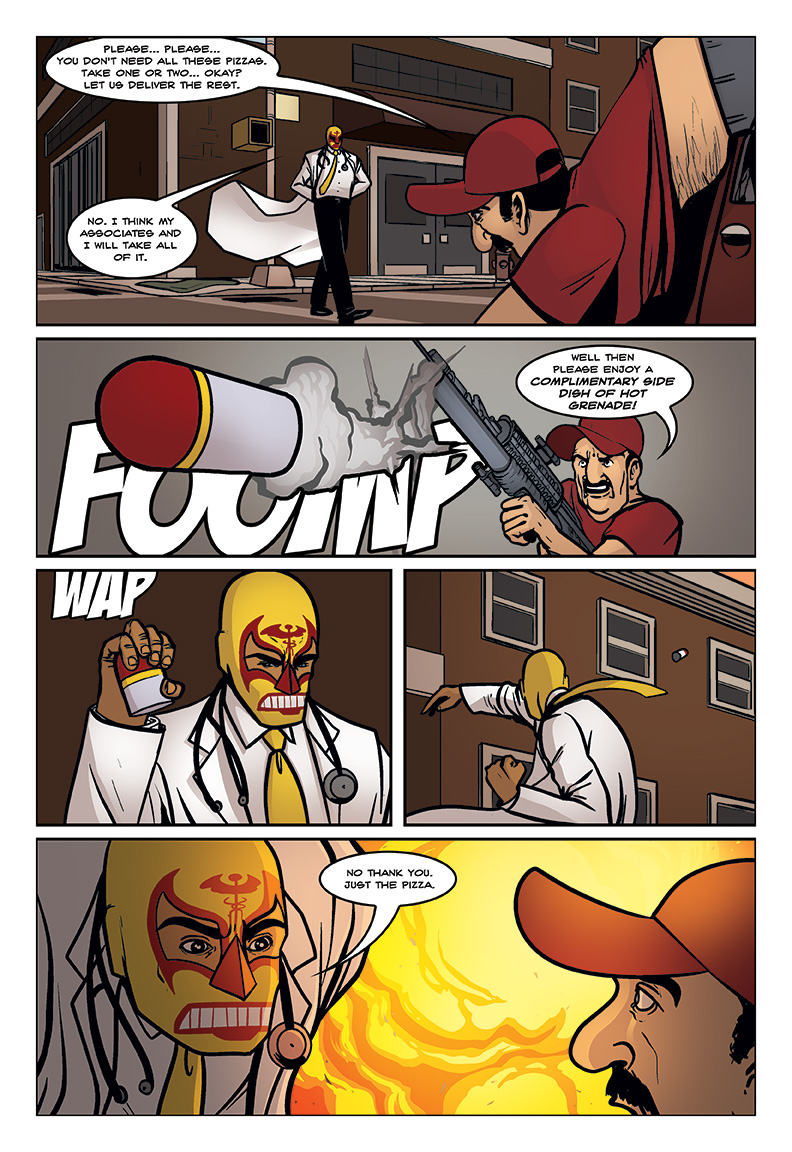 PLEASE... PLEASE...
YOU DON'T NEED ALL THESE PIZZAS.
TAKE ONE OR TWO... OKAY?
LET US DELIVER THE REST.
NO. I THINK MY
ASSOCIATES AND
I WILL TAKE ALL
OF IT.
WELL THEN
PLEASE ENJOY A
COMPLIMENTARY SIDE
DISH OF HOT
GRENADE!
FOOMP
WAP
NO THANK YOU.
JUST THE PIZZA.